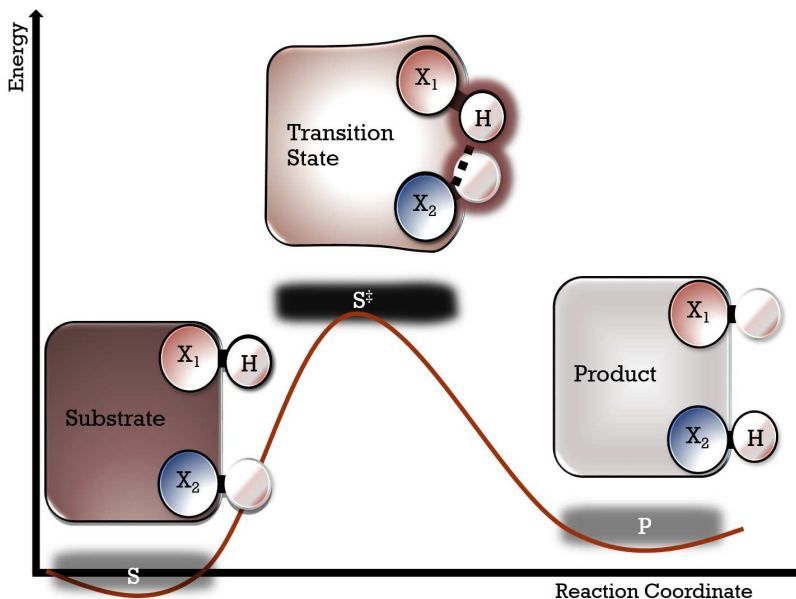 Energy
X₁
H
Transition
State
X₂
S‡
X₁
H
Substrate
X₂
S
X₁
Product
X₂
H
P
Reaction Coordinate